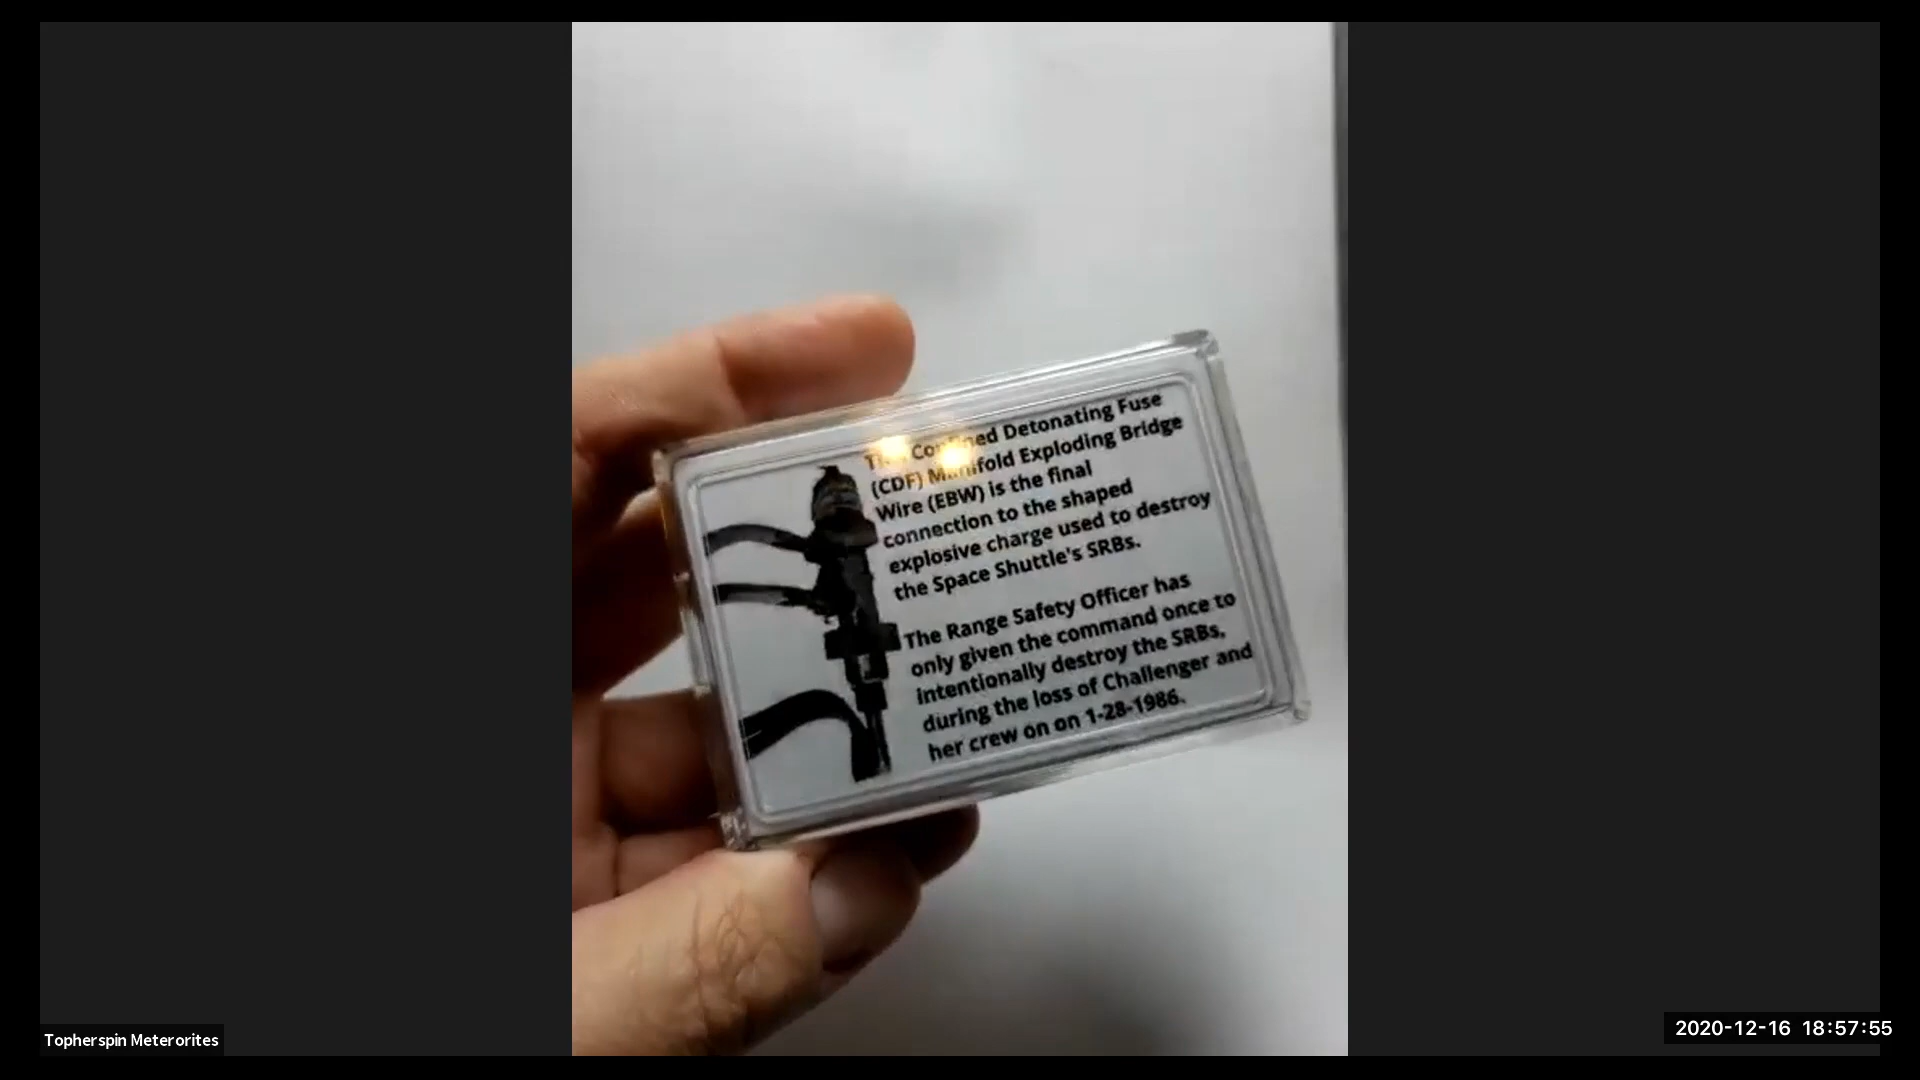 This Confined Detonating Fuse
(CDF) Manifold Exploding Bridge
Wire (EBW) is the final
connection to the shaped
explosive charge used to destroy
the Space Shuttle's SRBs.
The Range Safety Officer has
only given the command once to
intentionally destroy the SRBs,
during the loss of Challenger and
her crew on on 1-28-1986.
Topherspin Meterorites
2020-12-16 18:57:55